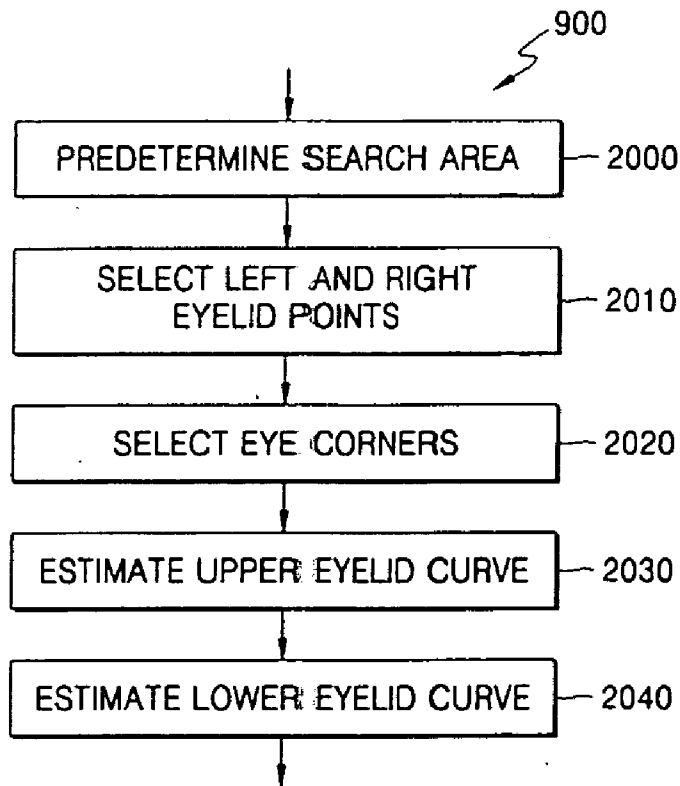 900
PREDETERMINE SEARCH AREA
2000
SELECT LEFT AND RIGHT
EYELID POINTS
2010
SELECT EYE CORNERS
2020
ESTIMATE UPPER EYELID CURVE
2030
ESTIMATE LOWER EYELID CURVE
2040